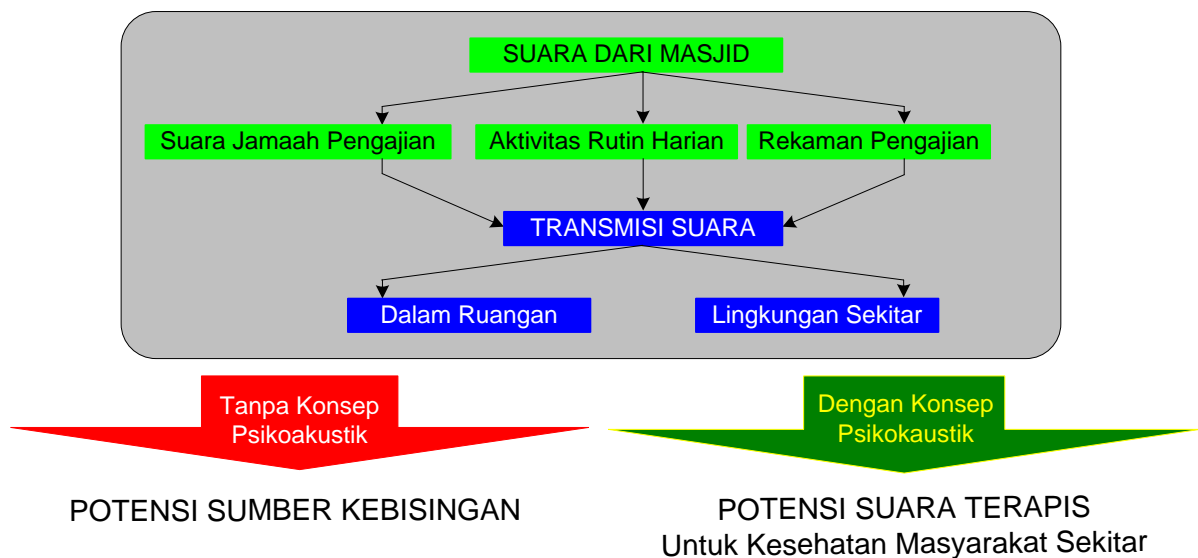 SUARA DARI MASJID
Suara Jamaah Pengajian
Aktivitas Rutin Harian
Rekaman Pengajian
TRANSMISI SUARA
Dalam Ruangan
Lingkungan Sekitar
Tanpa Konsep
Psikoakustik
Dengan Konsep
Psikokaustik
POTENSI SUMBER KEBISINGAN
POTENSI SUARA TERAPIS
Untuk Kesehatan Masyarakat Sekitar